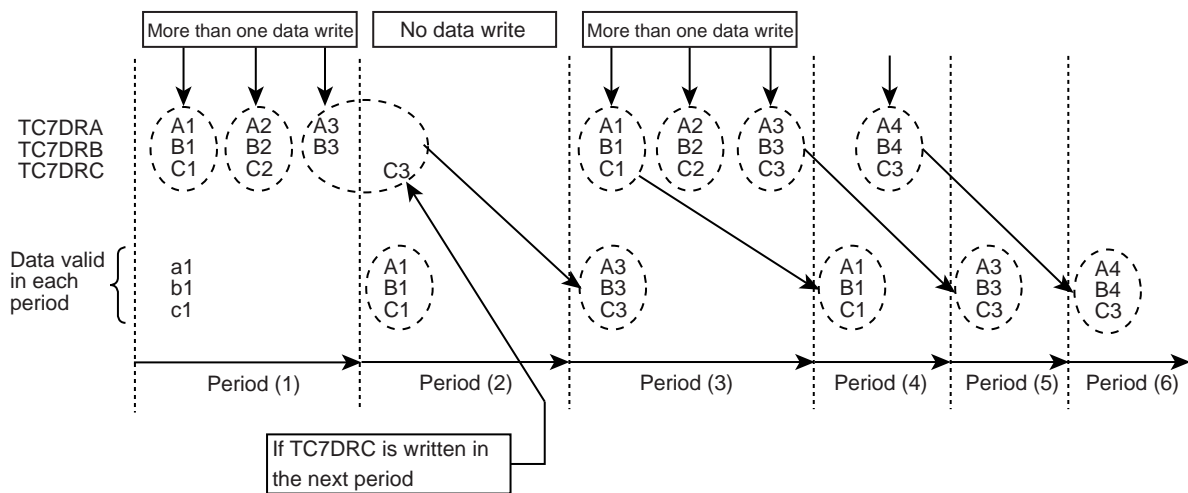 More than one data write
No data write
More than one data write
TC7DRA
TC7DRB
TC7DRC
A1
B1
C1
A2
B2
C2
A3
B3
C3
A1
B1
C1
A2
B2
C2
A3
B3
C3
A4
B4
C3
Data valid
in each
period
a1
b1
c1
A1
B1
C1
A3
B3
C3
A1
B1
C1
A3
B3
C3
A4
B4
C3
Period (1)
Period (2)
Period (3)
Period (4)
Period (5)
Period (6)
If TC7DRC is written in
the next period